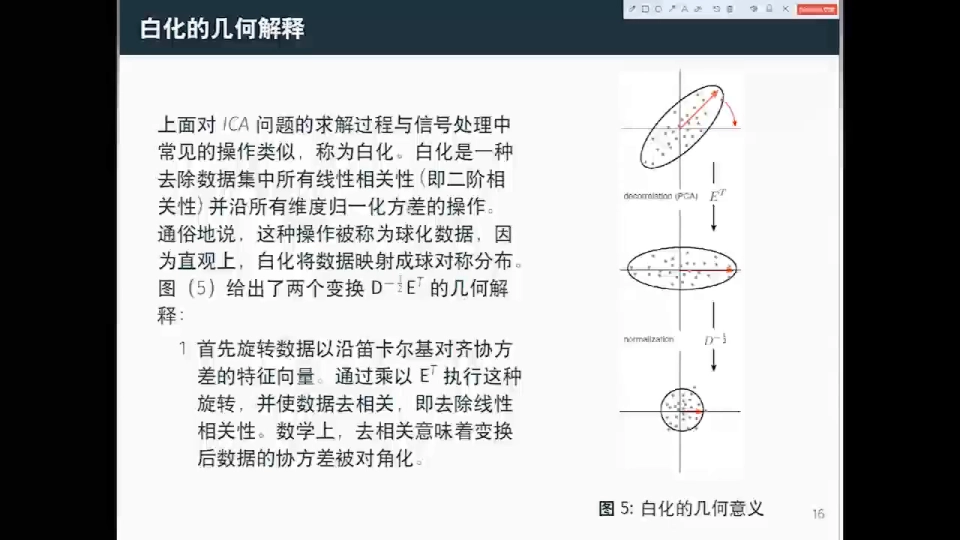 白化的几何解释
上面对 ICA 问题的求解过程与信号处理中
常见的操作类似，称为白化。白化是一种
去除数据集中所有线性相关性(即二阶相
关性)并沿所有维度归一化方差的操作。
通俗地说，这种操作被称为球化数据，因
为直观上，白化将数据映射成球对称分布。
图（5）给出了两个变换 D^{-\frac{1}{2}}E^T 的几何解
释：
1 首先旋转数据以沿笛卡尔基对齐协方
差的特征向量。通过乘以 E^T 执行这种
旋转，并使数据去相关，即去除线性
相关性。数学上，去相关意味着变换
后数据的协方差被对角化。
decorrelation (PCA) E^T
normalization D^{-\frac{1}{2}}
图 5: 白化的几何意义
16